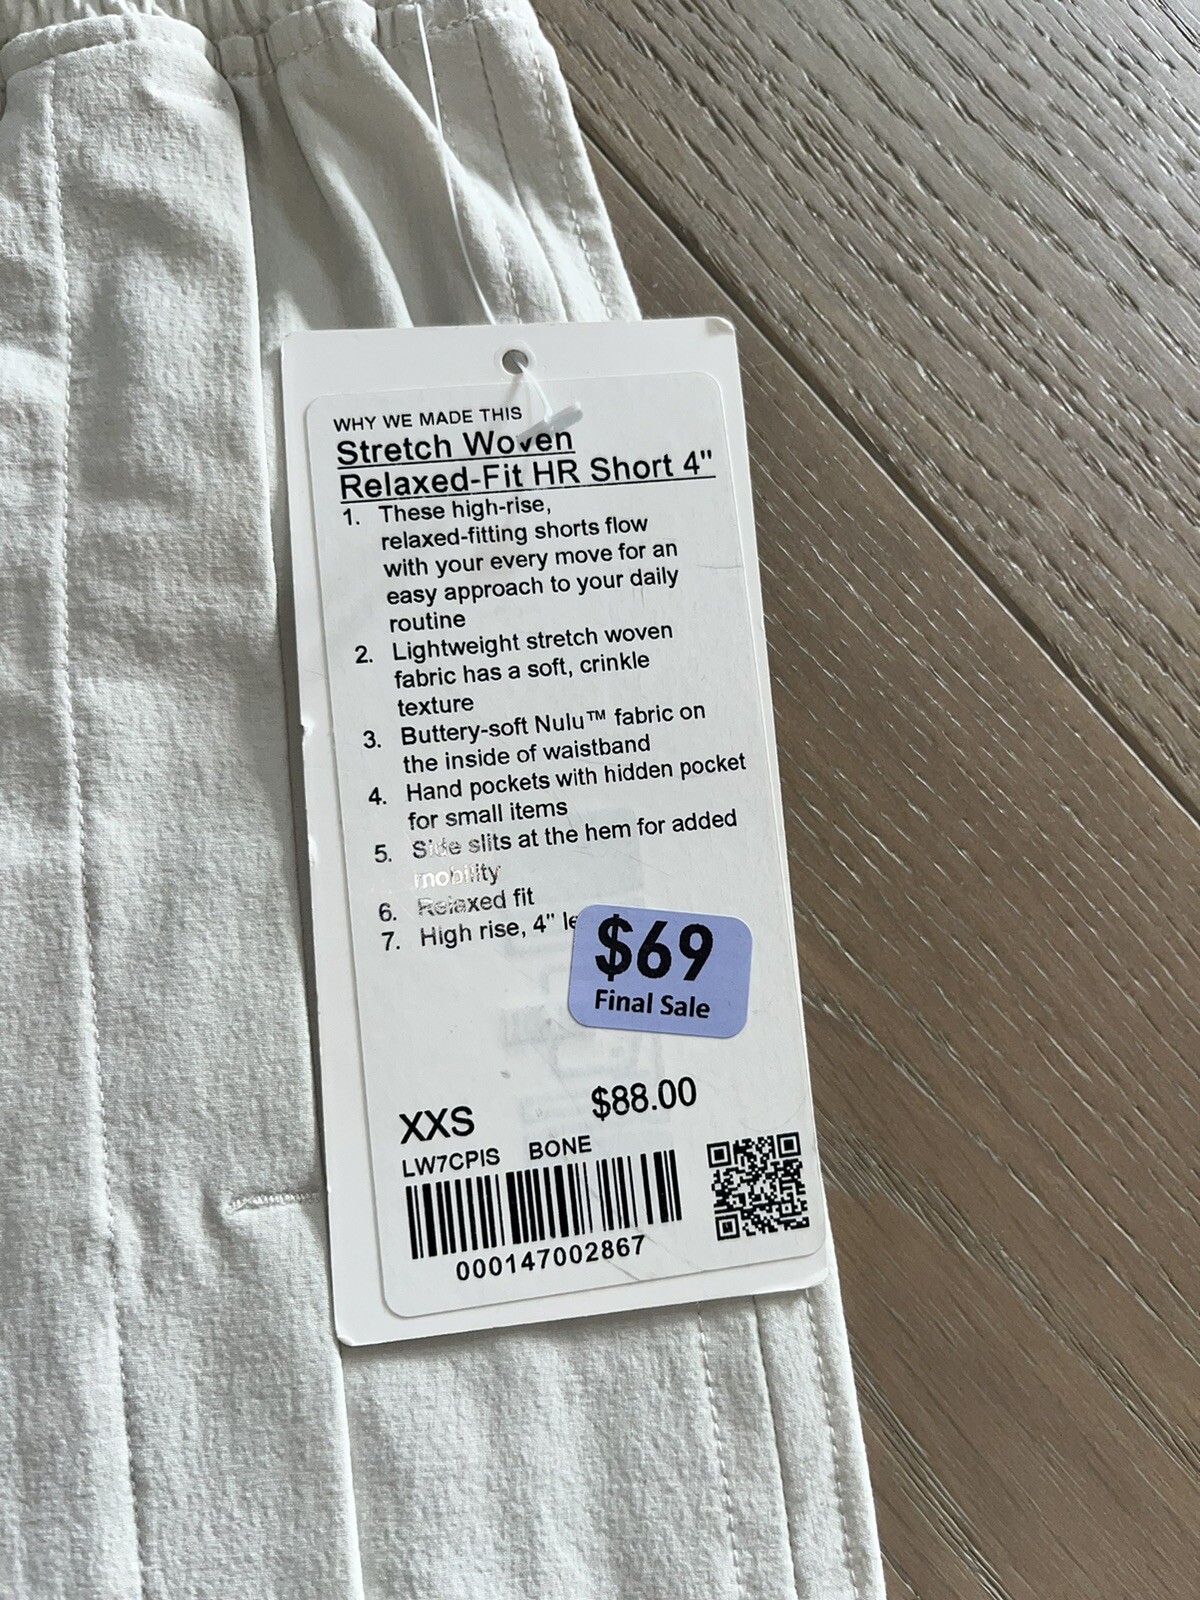 WHY WE MADE THIS
Stretch Woven
Relaxed-Fit HR Short 4"
1. These high-rise,
relaxed-fitting shorts flow
with your every move for an
easy approach to your daily
routine
2. Lightweight stretch woven
fabric has a soft, crinkle
texture
3. Buttery-soft Nulu™ fabric on
the inside of waistband
4. Hand pockets with hidden pocket
for small items
5. Side slits at the hem for added
mobility
6. Relaxed fit
7. High rise, 4"
$69
Final Sale
$88.00
XXS
LW7CPIS BONE
000147002867